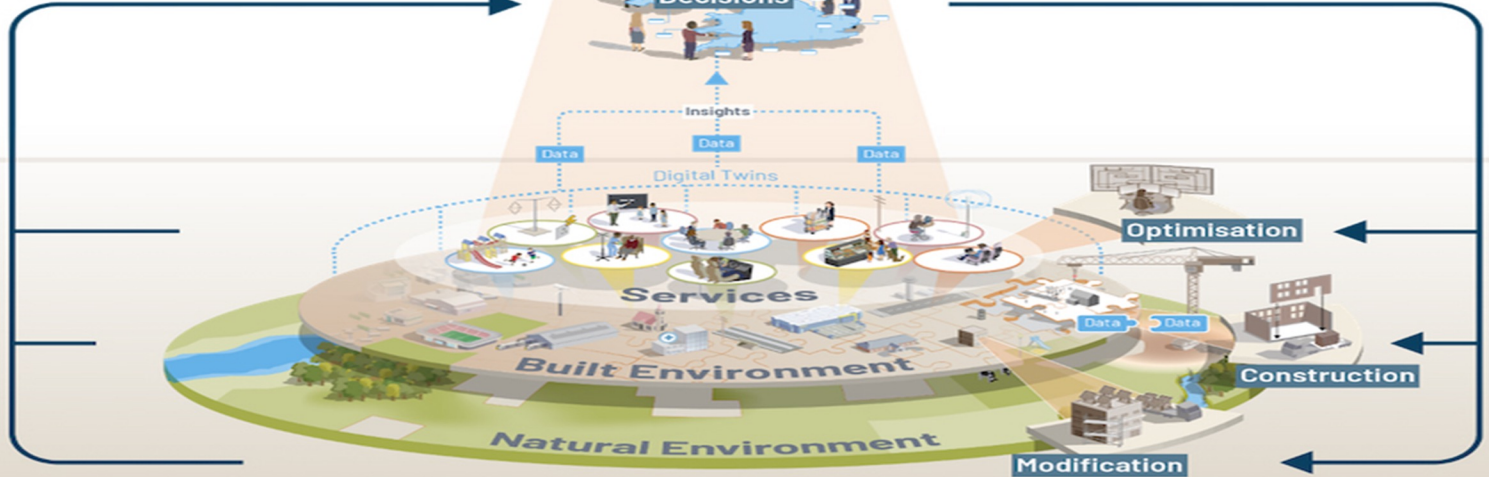 Decisions
Insights
Data
Data
Data
Digital Twins
Optimisation
Services
Data
Data
Built Environment
Construction
Natural Environment
Modification